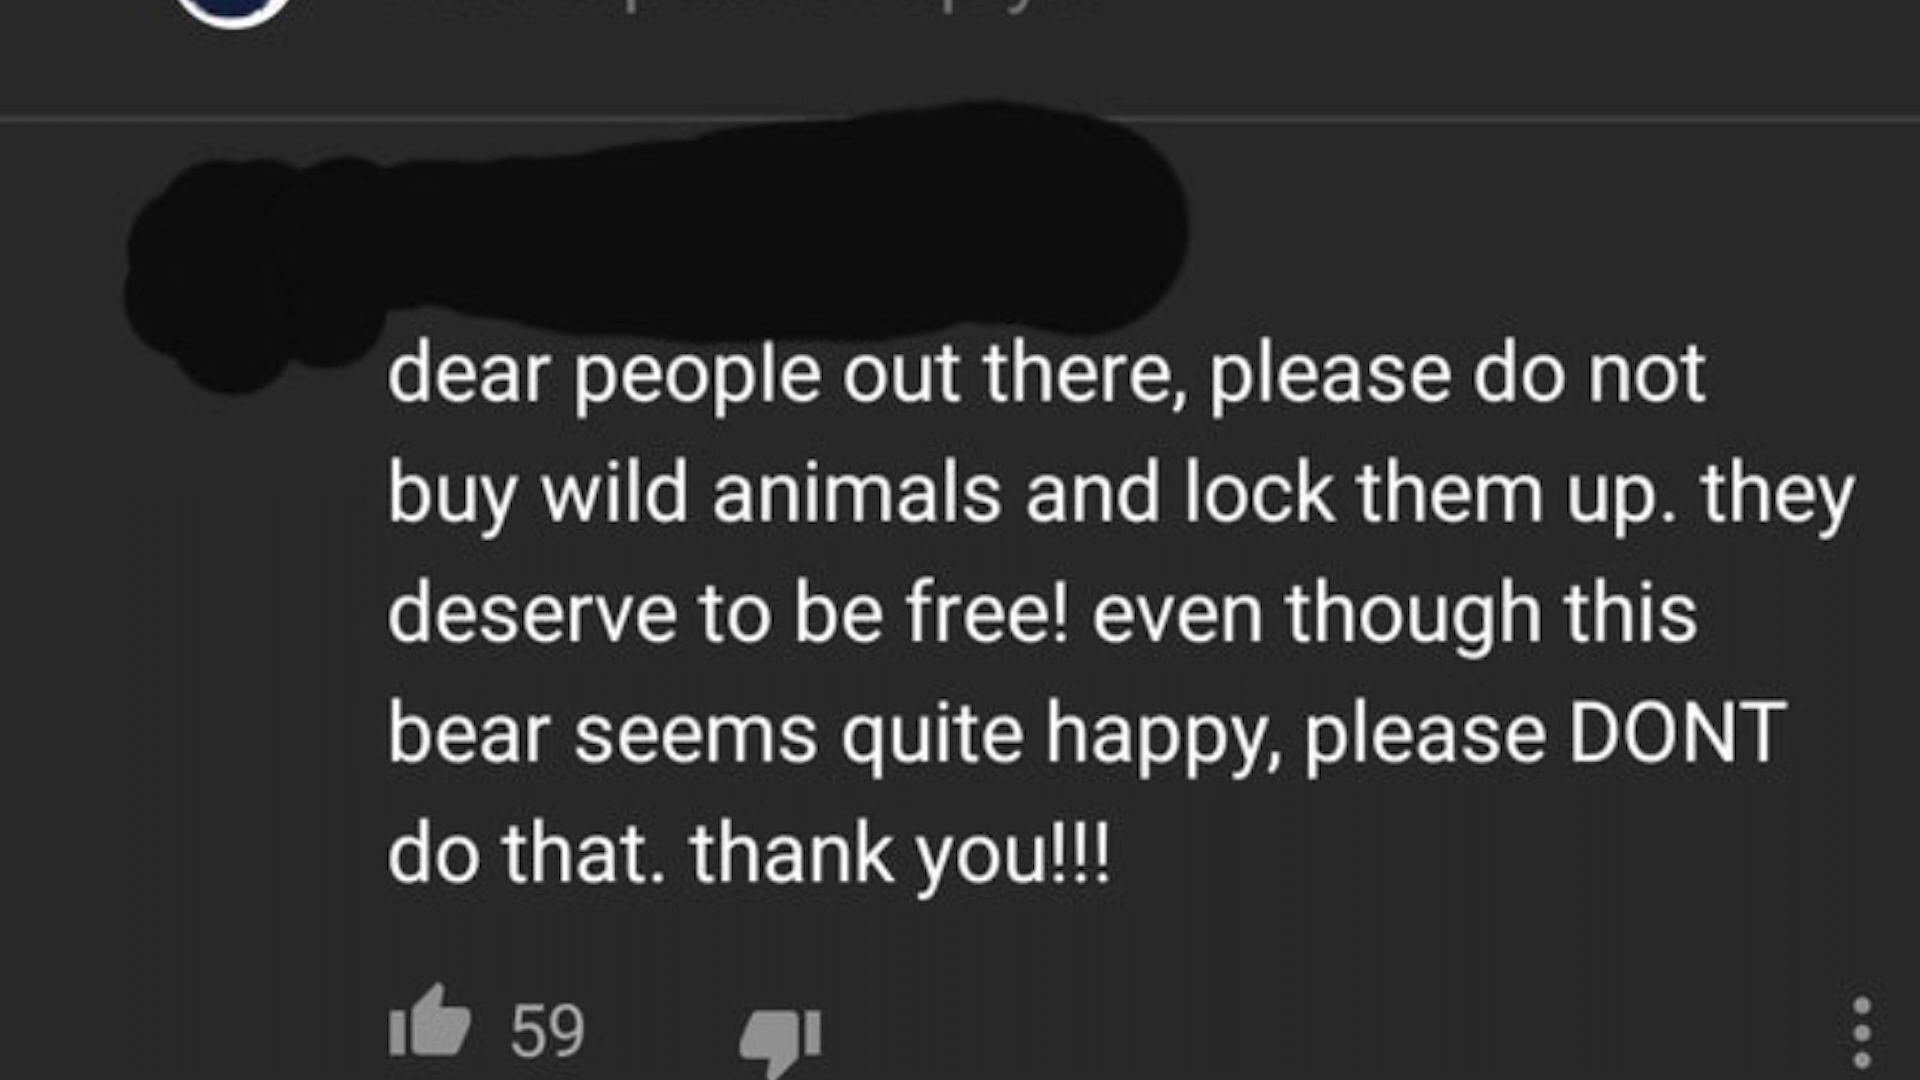 dear people out there, please do not
buy wild animals and lock them up. they
deserve to be free! even though this
bear seems quite happy, please DONT
do that. thank you!!!
59